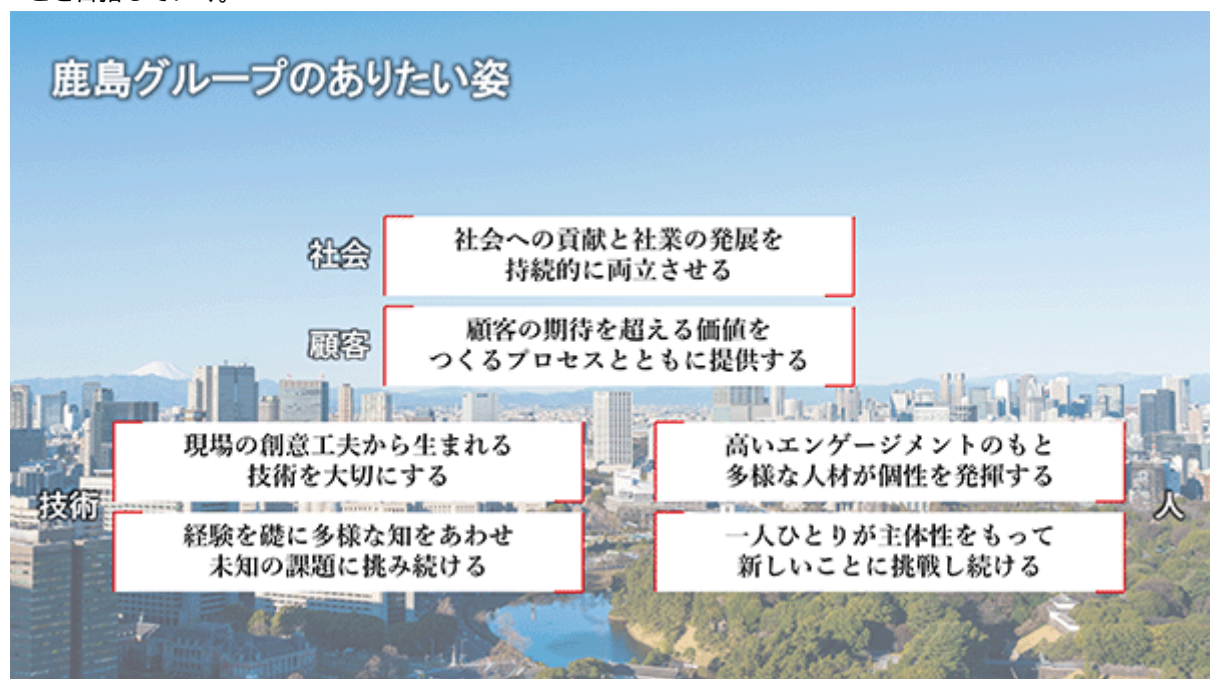 鹿島グループのありたい姿
社会
社会への貢献と社業の発展を
持続的に両立させる
顧客
顧客の期待を超える価値を
つくるプロセスとともに提供する
技術
現場の創意工夫から生まれる
技術を大切にする
経験を礎に多様な知をあわせ
未知の課題に挑み続ける
高いエンゲージメントのもと
多様な人材が個性を発揮する
人
一人ひとりが主体性をもって
新しいことに挑戦し続ける